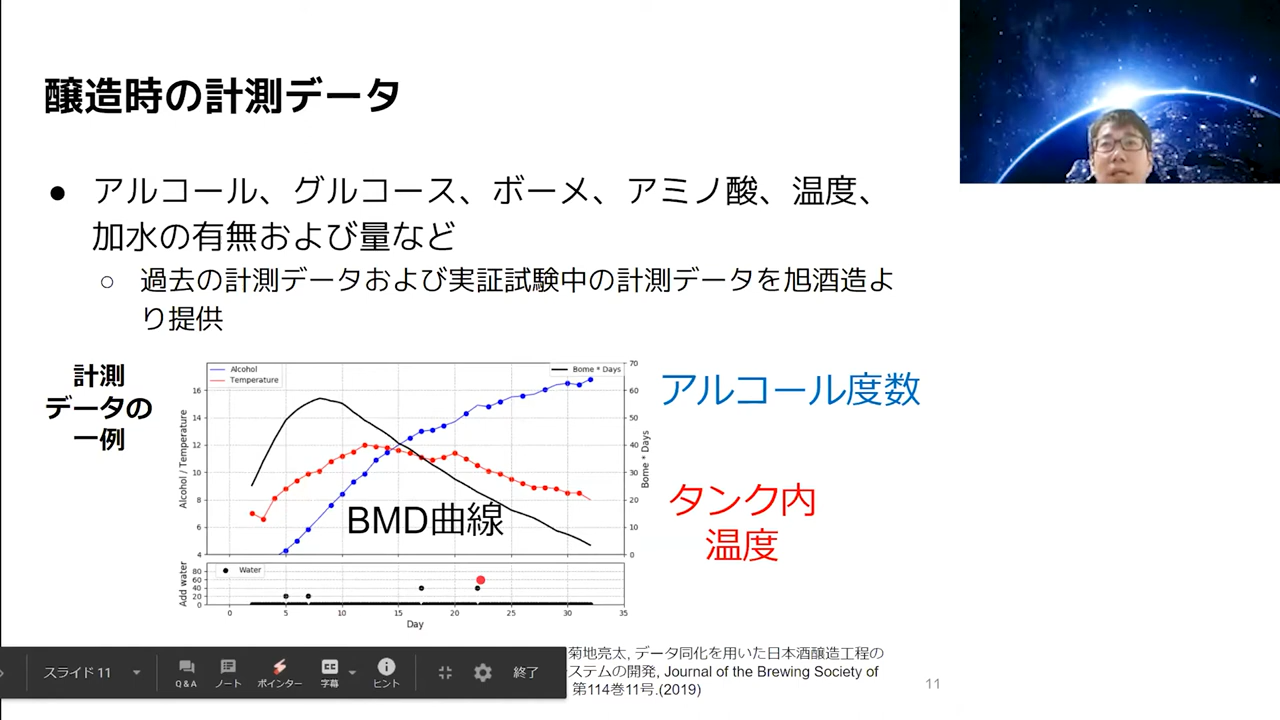 醸造時の計測データ
● アルコール、グルコース、ボーメ、アミノ酸、温度、
加水の有無および量など
○ 過去の計測データおよび実証試験中の計測データを旭酒造よ
り提供
計測
データの
一例
Alcohol
Temperature
Bome * Days
Alcohol / Temperature
16
14
12
10
8
6
4
70
60
50
40
30
20
10
0
Bome * Days
BMD曲線
アルコール度数
タンク内
温度
Water
Add water
80
60
40
20
0
0 5 10 15 20 25 30 35
Day
菊地亮太, データ同化を用いた日本酒醸造工程の
ステムの開発, Journal of the Brewing Society of
第114巻11号.(2019)
11
スライド 11
Q&A
ノート
ポインター
字幕
ヒント
終了